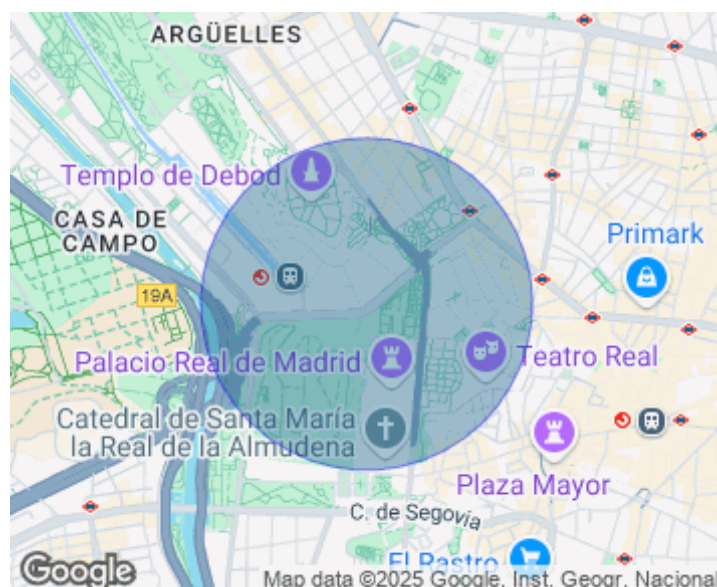 ARGÜELLES
Templo de Debod
CASA DE
CAMPO
Primark
19A
Palacio Real de Madrid
Teatro Real
Catedral de Santa María
la Real de la Almudena
Plaza Mayor
C. de Segovia
El Rastro
Google
Map data ©2025 Google, Inst. Geogr. Nacional